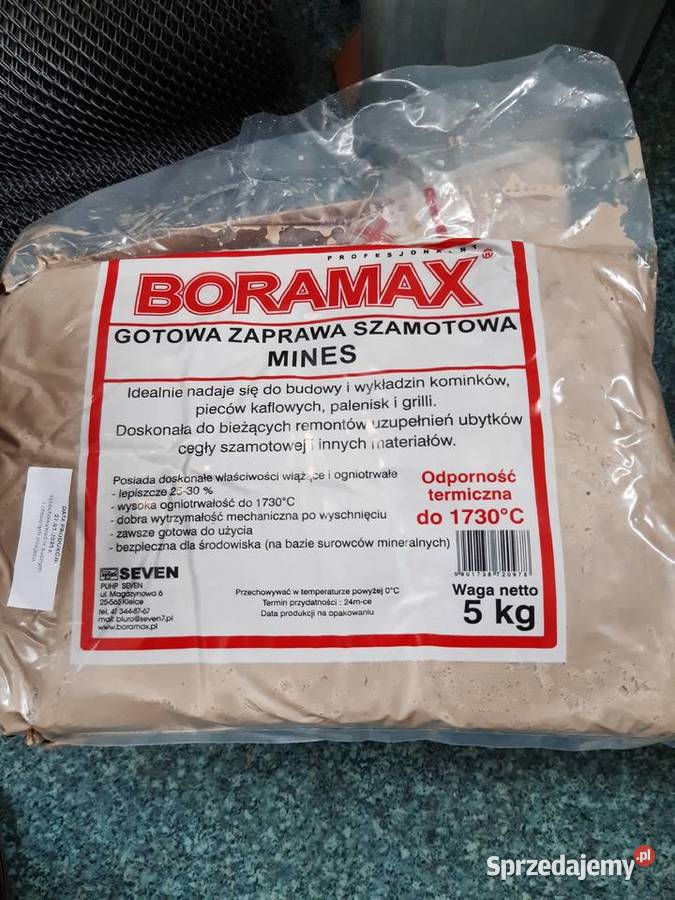 PROFESJONALNY
BORAMAX
GOTOWA ZAPRAWA SZAMOTOWA
MINES
Idealnie nadaje się do budowy i wykładzin kominków,
pieców kaflowych, palenisk i grilli.
Doskonała do bieżących remontów uzupełnień ubytków
cegły szamotowej i innych materiałów.
Posiada doskonałe właściwości wiążące i ogniotrwałe
- lepiszcze 25-30 %
- wysoka ogniotrwałość do 1730°C
- dobra wytrzymałość mechaniczna po wyschnięciu
- zawsze gotowa do użycia
- bezpieczna dla środowiska (na bazie surowców mineralnych)
Odporność
termiczna
do 1730°C
5901738720978
Waga netto
5 kg
SEVEN
PUHP SEVEN
ul. Magazynowa 6
25-565 Kielce
tel. 41 344-87-67
mail: biuro@seven7.pl
www.boramax.pl
Przechowywać w temperaturze powyżej 0°C
Termin przydatności : 24m-ce
Data produkcji na opakowaniu
DATA PRODUKCJI:
Sprzedajemy.pl